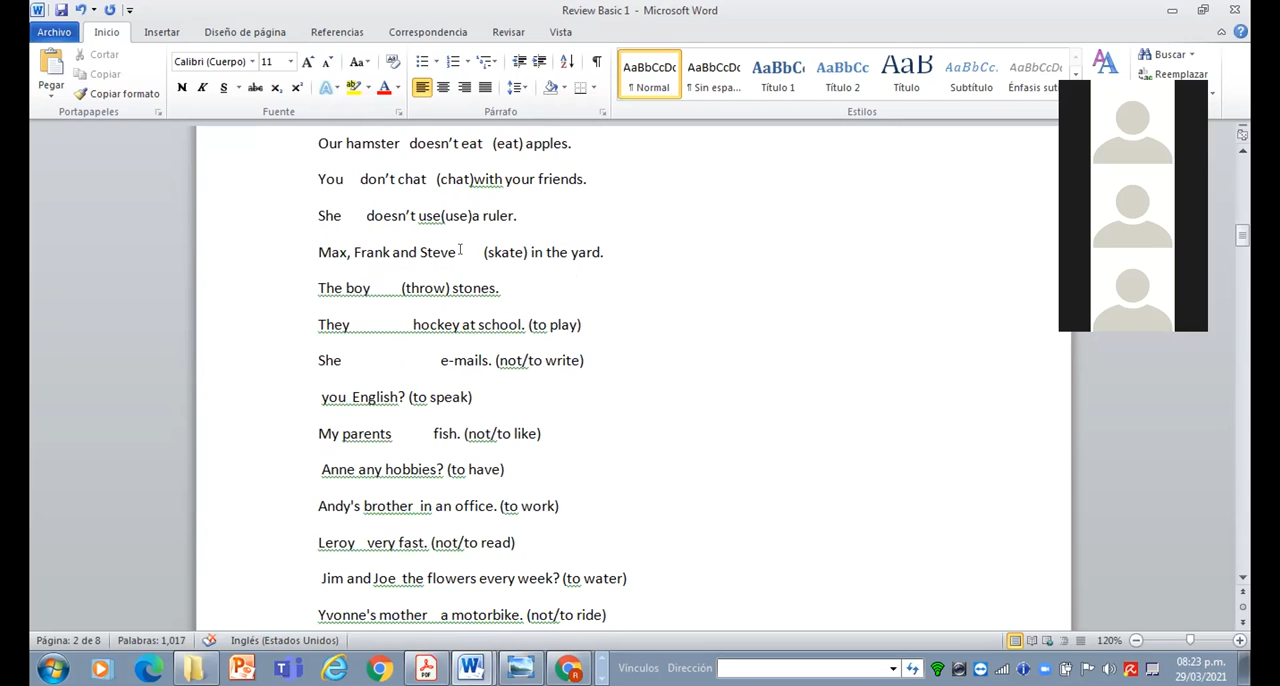 Review Basic 1 - Microsoft Word
Archivo Inicio Insertar Diseño de página Referencias Correspondencia Revisar Vista
Pegar
Cortar
Copiar
Copiar formato
Portapapeles
Calibri (Cuerpo) 11
Fuente
Párrafo
AaBbCcDc AaBbCcDc AaBbC AaBbCc AaB AaBbCc. AaBbCcDc
¶ Normal ¶ Sin espa... Título 1 Título 2 Título Subtítulo Énfasis sut
Estilos
Buscar
Reemplazar
Our hamster doesn’t eat (eat) apples.
You don’t chat (chat)with your friends.
She doesn’t use(use)a ruler.
Max, Frank and Steve (skate) in the yard.
The boy (throw) stones.
They hockey at school. (to play)
She e-mails. (not/to write)
you English? (to speak)
My parents fish. (not/to like)
Anne any hobbies? (to have)
Andy's brother in an office. (to work)
Leroy very fast. (not/to read)
Jim and Joe the flowers every week? (to water)
Yvonne's mother a motorbike. (not/to ride)
Página: 2 de 8 Palabras: 1,017 Inglés (Estados Unidos) 120%
Vínculos Dirección
08:23 p.m.
29/03/2021